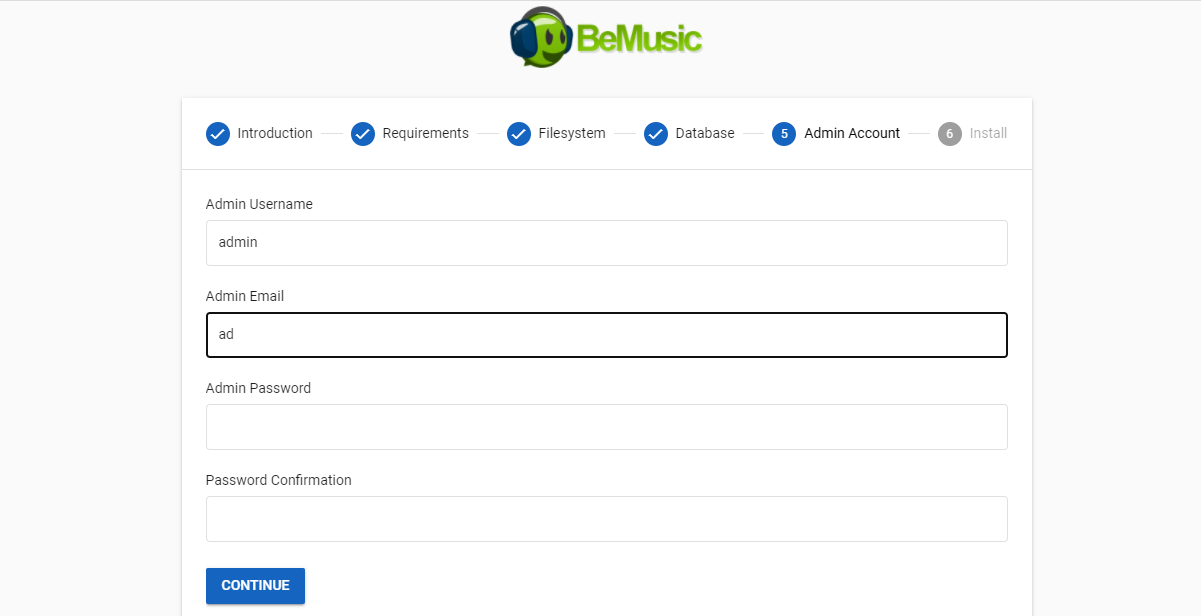 BeMusic
Introduction Requirements Filesystem Database 5 Admin Account 6 Install
Admin Username
admin
Admin Email
ad
Admin Password
Password Confirmation
CONTINUE